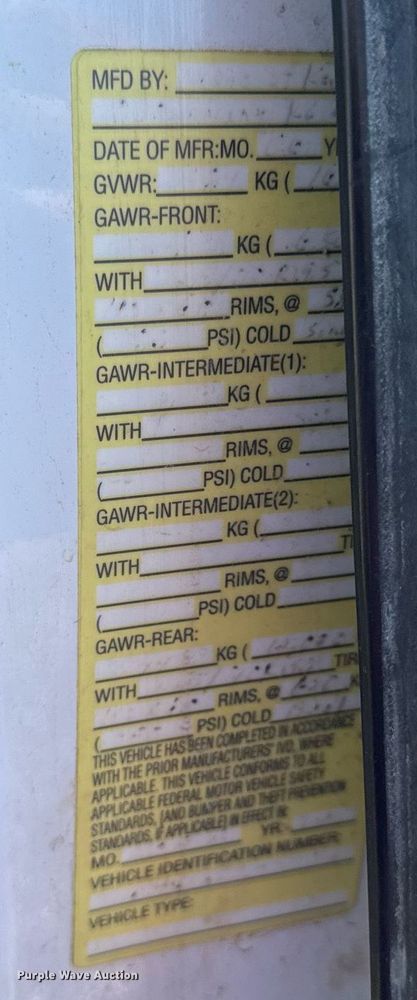 MFD BY:
DATE OF MFR:MO. Y
GVWR: KG (
GAWR-FRONT:
KG (
WITH
RIMS, @
( PSI) COLD
GAWR-INTERMEDIATE(1):
KG (
WITH
RIMS, @
( PSI) COLD
GAWR-INTERMEDIATE(2):
KG (
WITH TI
RIMS, @
( PSI) COLD
GAWR-REAR:
KG (
WITH TIR
RIMS, @ K
( PSI) COLD
THIS VEHICLE HAS BEEN COMPLETED IN ACCORDANCE
WITH THE PRIOR MANUFACTURERS' IVD, WHERE
APPLICABLE. THIS VEHICLE CONFORMS TO ALL
APPLICABLE FEDERAL MOTOR VEHICLE SAFETY
STANDARDS, [AND BUMPER AND THEFT PREVENTION
STANDARDS, IF APPLICABLE] IN EFFECT IN:
MO. YR.
VEHICLE IDENTIFICATION NUMBER:
VEHICLE TYPE:
Purple Wave Auction